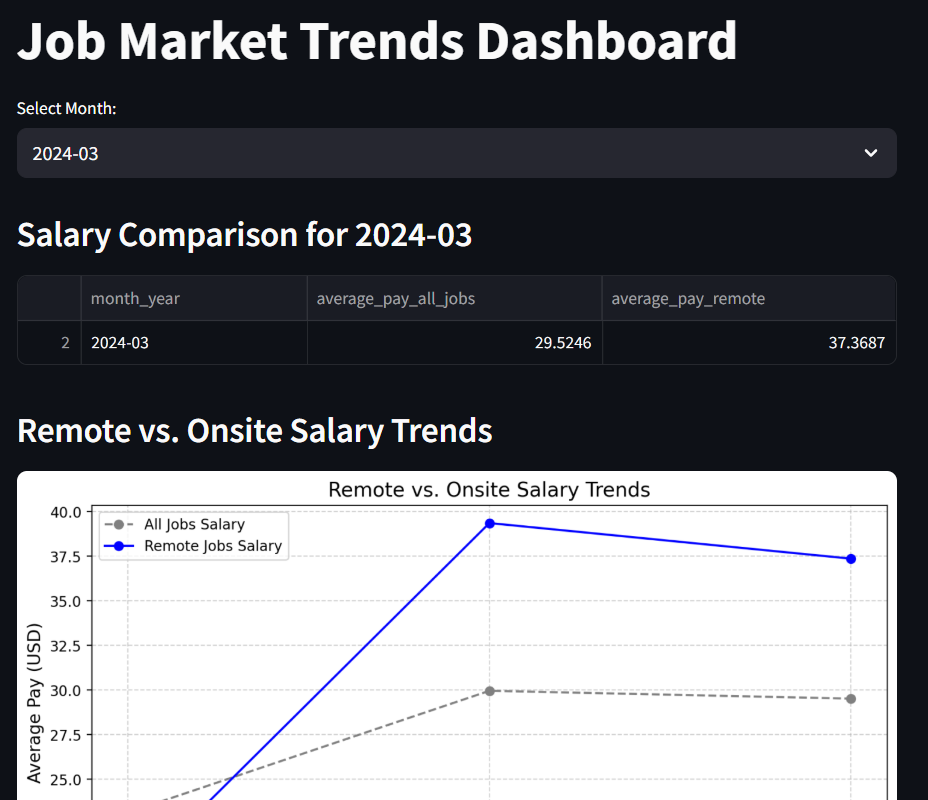 Job Market Trends Dashboard
Select Month:
2024-03
Salary Comparison for 2024-03
month_year average_pay_all_jobs average_pay_remote
2 2024-03 29.5246 37.3687
Remote vs. Onsite Salary Trends
Remote vs. Onsite Salary Trends
All Jobs Salary
Remote Jobs Salary
40.0
37.5
35.0
32.5
30.0
27.5
25.0
Average Pay (USD)